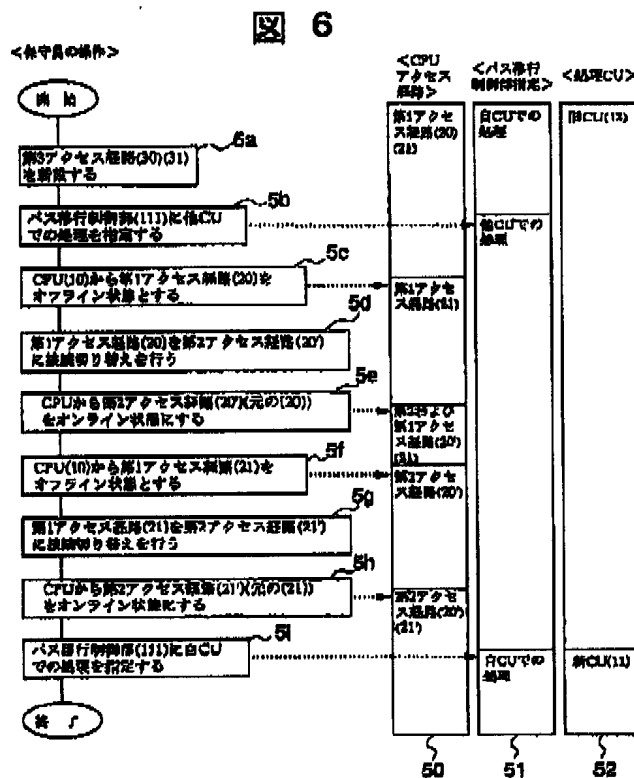 図 6
<保守員の操作>
<CPU
アクセス
経路>
<パス移行
制御部指定>
<処理CU>
開始
5a
第3アクセス経路(30)(31)
を新設する
5b
パス移行制御部(111)に他CU
での処理を指定する
5c
CPU(10)から第1アクセス経路(20)を
オフライン状態とする
5d
第1アクセス経路(20)を第2アクセス経路(20')
に接続切り替えを行う
5e
CPUから第2アクセス経路(20')(元の(20))
をオンライン状態にする
5f
CPU(10)から第1アクセス経路(21)を
オフライン状態とする
5g
第1アクセス経路(21)を第2アクセス経路(21')
に接続切り替えを行う
5h
CPUから第2アクセス経路(21')(元の(21))
をオンライン状態にする
5i
パス移行制御部(111)に自CU
での処理を指定する
終了
第1アクセ
ス経路(20)
(21)
第1アクセ
ス経路(21)
第2および
第1アクセ
ス経路(20')
(21)
第2アクセ
ス経路(20')
第2アクセ
ス経路(20')
(21')
自CUでの
処理
他CUでの
処理
自CUでの
処理
旧CU(12)
新CU(11)
50
51
52